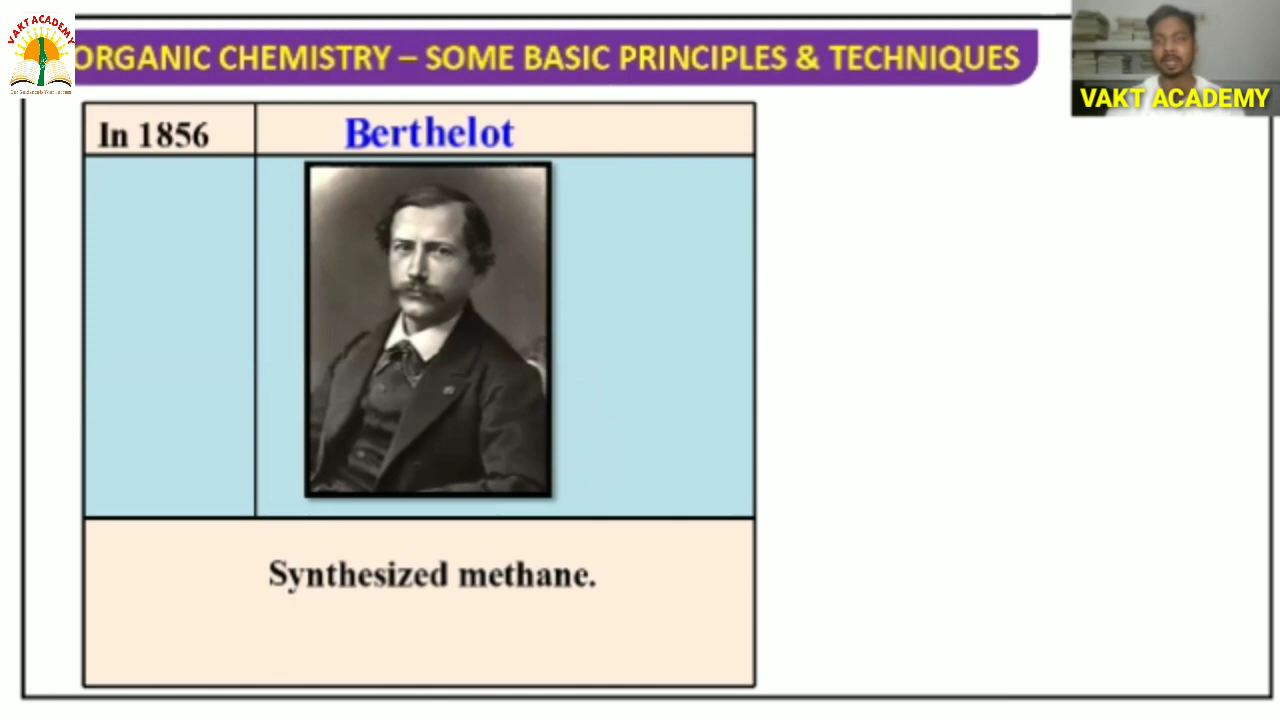 VAKT ACADEMY
ORGANIC CHEMISTRY – SOME BASIC PRINCIPLES & TECHNIQUES
VAKT ACADEMY
In 1856
Berthelot
Synthesized methane.